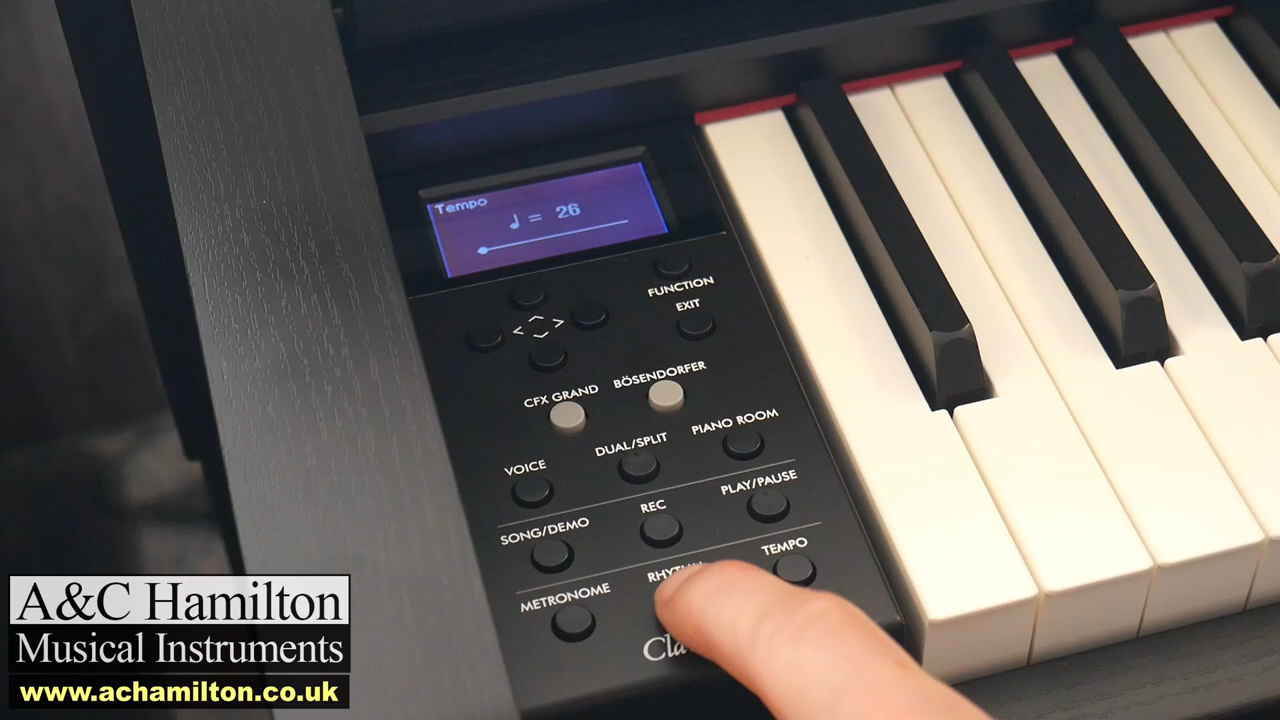 Tempo
♩ = 26
FUNCTION
EXIT
CFX GRAND
BÖSENDORFER
VOICE
DUAL/SPLIT
PIANO ROOM
SONG/DEMO
REC
PLAY/PAUSE
METRONOME
TEMPO
A&C Hamilton
Musical Instruments
www.achamilton.co.uk